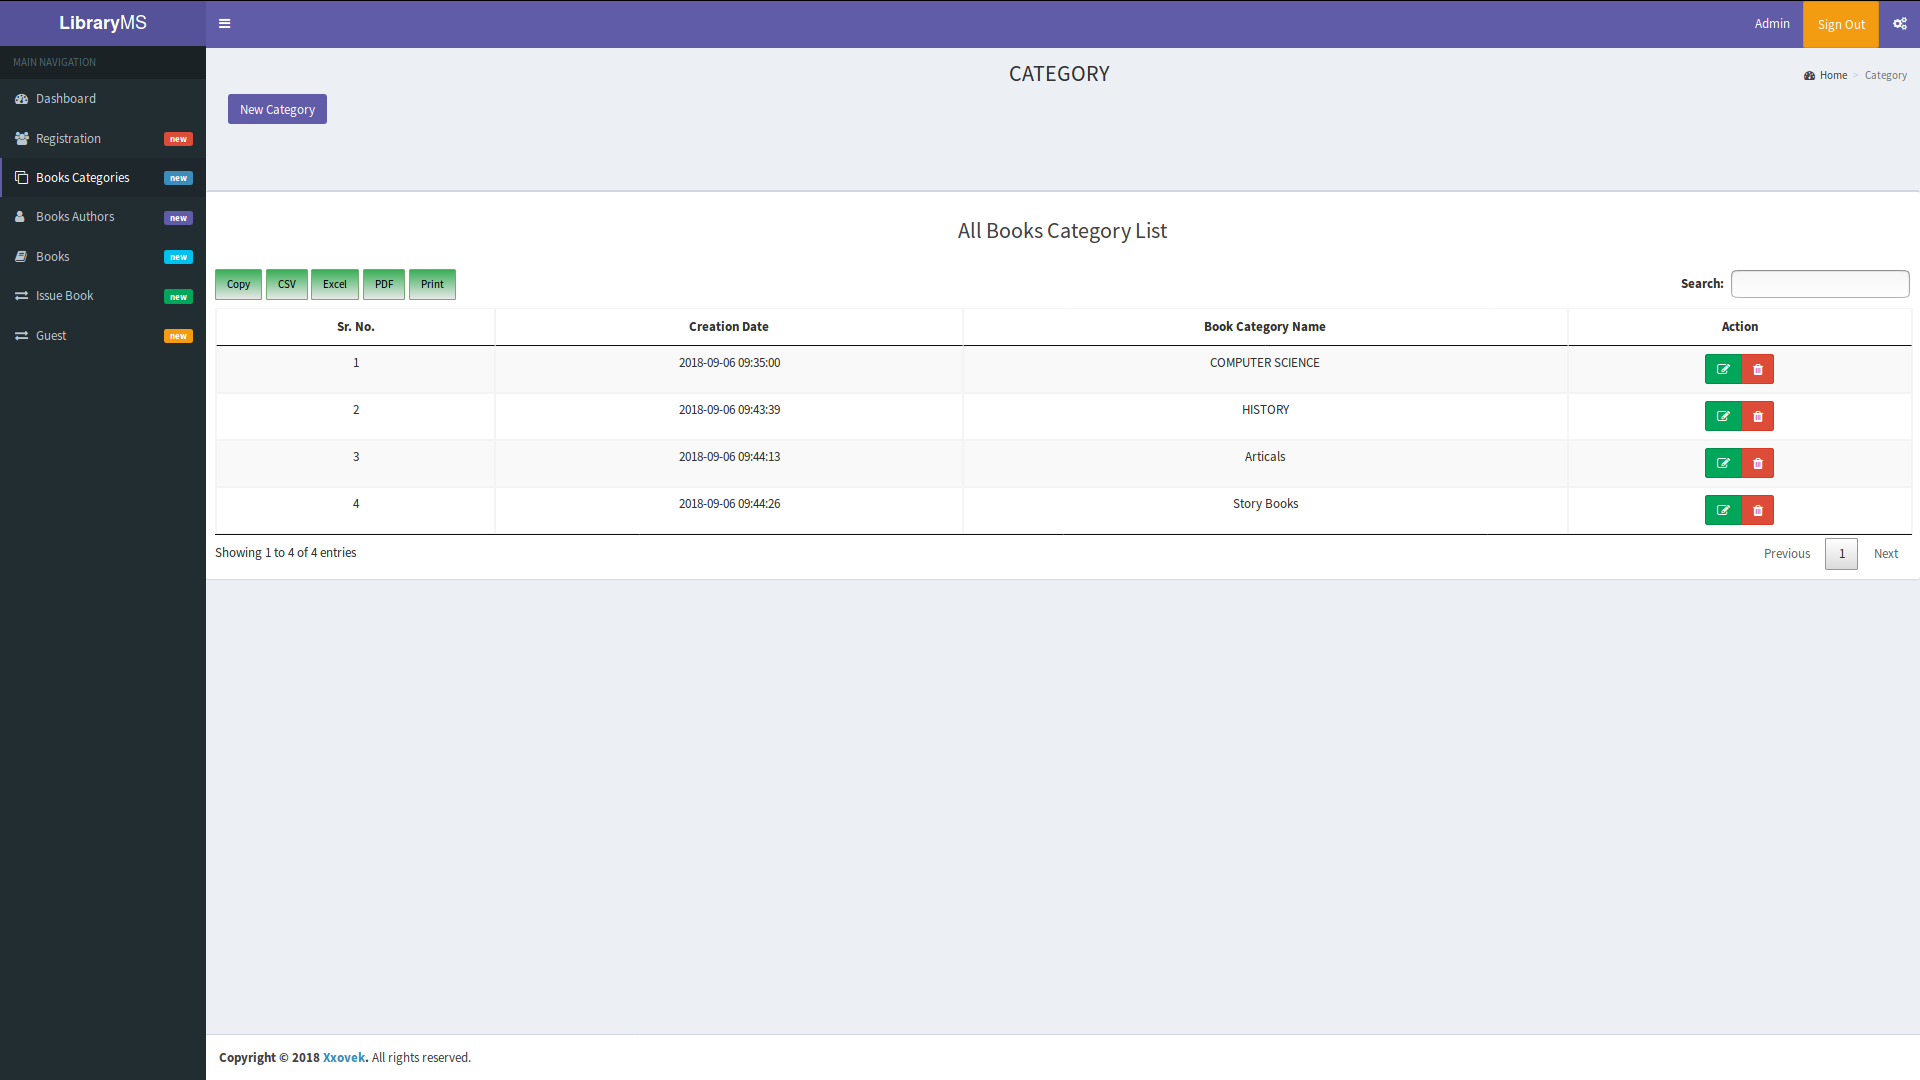 LibraryMS
Admin
Sign Out
MAIN NAVIGATION
Dashboard
Registration new
Books Categories new
Books Authors new
Books new
Issue Book new
Guest new
CATEGORY
Home > Category
New Category
All Books Category List
Copy CSV Excel PDF Print
Search:
Sr. No. Creation Date Book Category Name Action
1 2018-09-06 09:35:00 COMPUTER SCIENCE
2 2018-09-06 09:43:39 HISTORY
3 2018-09-06 09:44:13 Articals
4 2018-09-06 09:44:26 Story Books
Showing 1 to 4 of 4 entries
Previous 1 Next
Copyright © 2018 Xxovek. All rights reserved.